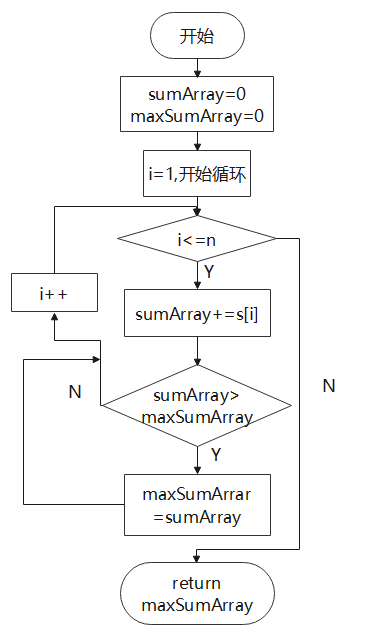 开始
sumArray=0
maxSumArray=0
i=1,开始循环
i<=n
Y
i++
sumArray+=s[i]
N
N
sumArray>
maxSumArray
Y
maxSumArrar
=sumArray
return
maxSumArray